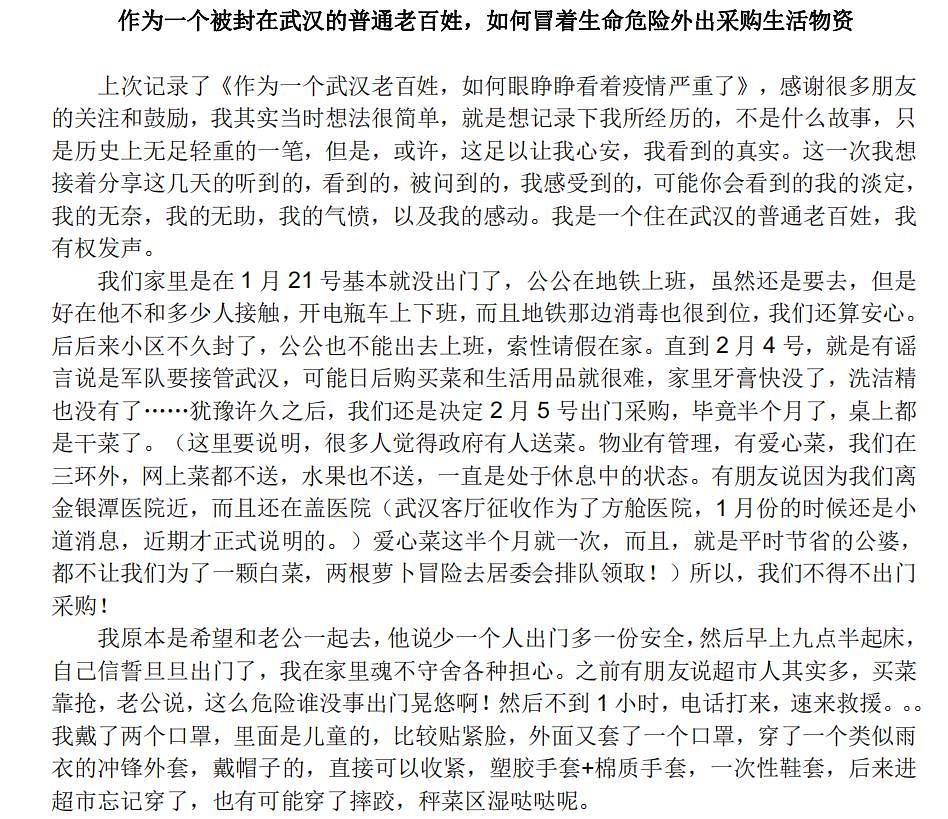 作为一个被封在武汉的普通老百姓，如何冒着生命危险外出采购生活物资
上次记录了《作为一个武汉老百姓，如何眼睁睁看着疫情严重了》，感谢很多朋友
的关注和鼓励，我其实当时想法很简单，就是想记录下我所经历的，不是什么故事，只
是历史上无足轻重的一笔，但是，或许，这足以让我心安，我看到的真实。这一次我想
接着分享这几天的听到的，看到的，被问到的，我感受到的，可能你会看到的我的淡定，
我的无奈，我的无助，我的气愤，以及我的感动。我是一个住在武汉的普通老百姓，我
有权发声。
我们家里是在 1 月 21 号基本就没出门了，公公在地铁上班，虽然还是要去，但是
好在他不和多少人接触，开电瓶车上下班，而且地铁那边消毒也很到位，我们还算安心。
后后来小区不久封了，公公也不能出去上班，索性请假在家。直到 2 月 4 号，就是有谣
言说是军队要接管武汉，可能日后购买菜和生活用品就很难，家里牙膏快没了，洗洁精
也没有了……犹豫许久之后，我们还是决定 2 月 5 号出门采购，毕竟半个月了，桌上都
是干菜了。（这里要说明，很多人觉得政府有人送菜。物业有管理，有爱心菜，我们在
三环外，网上菜都不送，水果也不送，一直是处于休息中的状态。有朋友说因为我们离
金银潭医院近，而且还在盖医院（武汉客厅征收作为了方舱医院，1 月份的时候还是小
道消息，近期才正式说明的。）爱心菜这半个月就一次，而且，就是平时节省的公婆，
都不让我们为了一颗白菜，两根萝卜冒险去居委会排队领取！）所以，我们不得不出门
采购！
我原本是希望和老公一起去，他说少一个人出门多一份安全，然后早上九点半起床，
自己信誓旦旦出门了，我在家里魂不守舍各种担心。之前有朋友说超市人其实多，买菜
靠抢，老公说，这么危险谁没事出门晃悠啊！然后不到 1 小时，电话打来，速来救援。。。
我戴了两个口罩，里面是儿童的，比较贴紧脸，外面又套了一个口罩，穿了一个类似雨
衣的冲锋外套，戴帽子的，直接可以收紧，塑胶手套+棉质手套，一次性鞋套，后来进
超市忘记穿了，也有可能穿了摔跤，秤菜区湿哒哒呢。